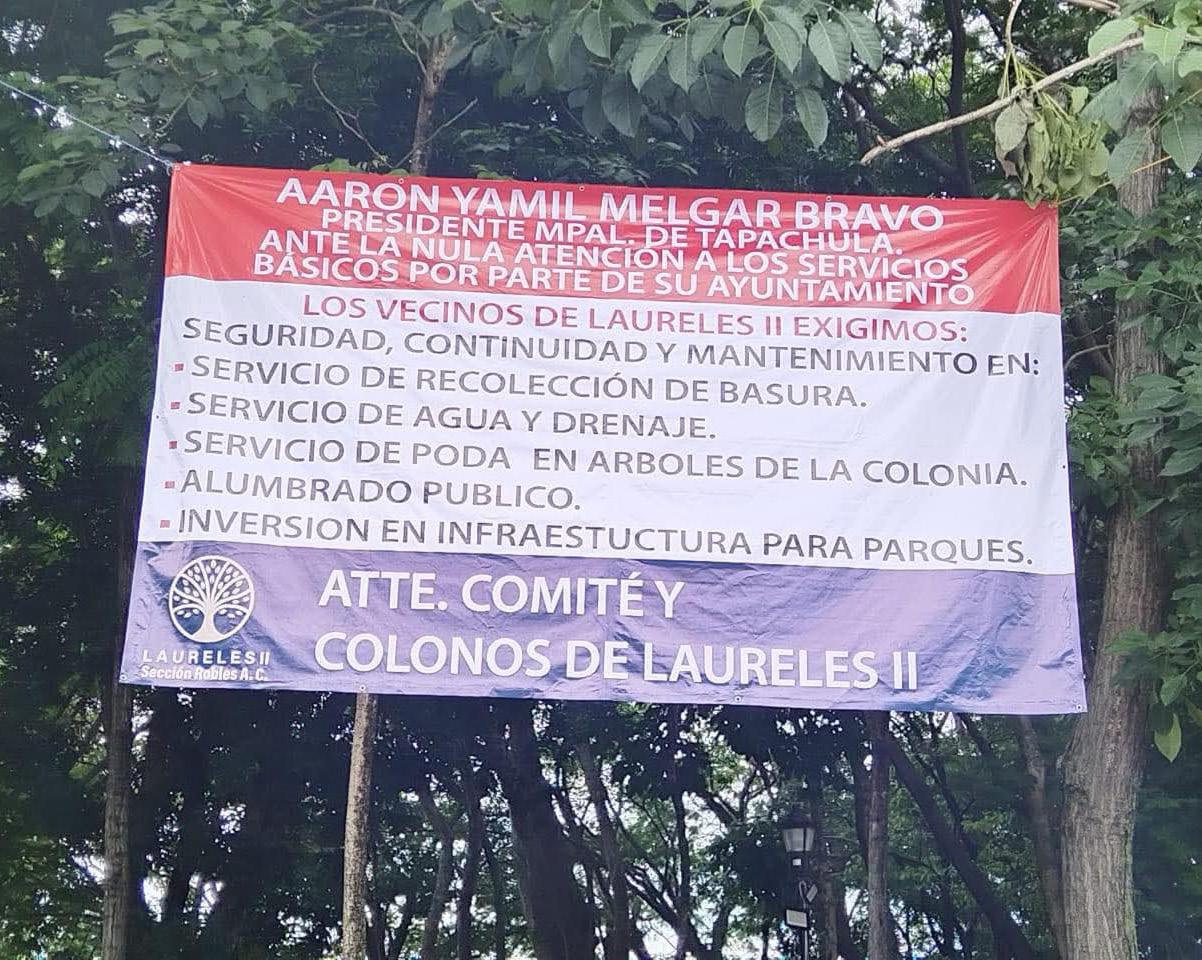 AARON YAMIL MELGAR BRAVO
PRESIDENTE MPAL. DE TAPACHULA.
ANTE LA NULA ATENCIÓN A LOS SERVICIOS
BÁSICOS POR PARTE DE SU AYUNTAMIENTO
LOS VECINOS DE LAURELES II EXIGIMOS:
SEGURIDAD, CONTINUIDAD Y MANTENIMIENTO EN:
▪ SERVICIO DE RECOLECCIÓN DE BASURA.
▪ SERVICIO DE AGUA Y DRENAJE.
▪ SERVICIO DE PODA EN ARBOLES DE LA COLONIA.
▪ ALUMBRADO PUBLICO.
▪ INVERSION EN INFRAESTUCTURA PARA PARQUES.
ATTE. COMITÉ Y
COLONOS DE LAURELES II
LAURELES II
Sección Robles A. C.